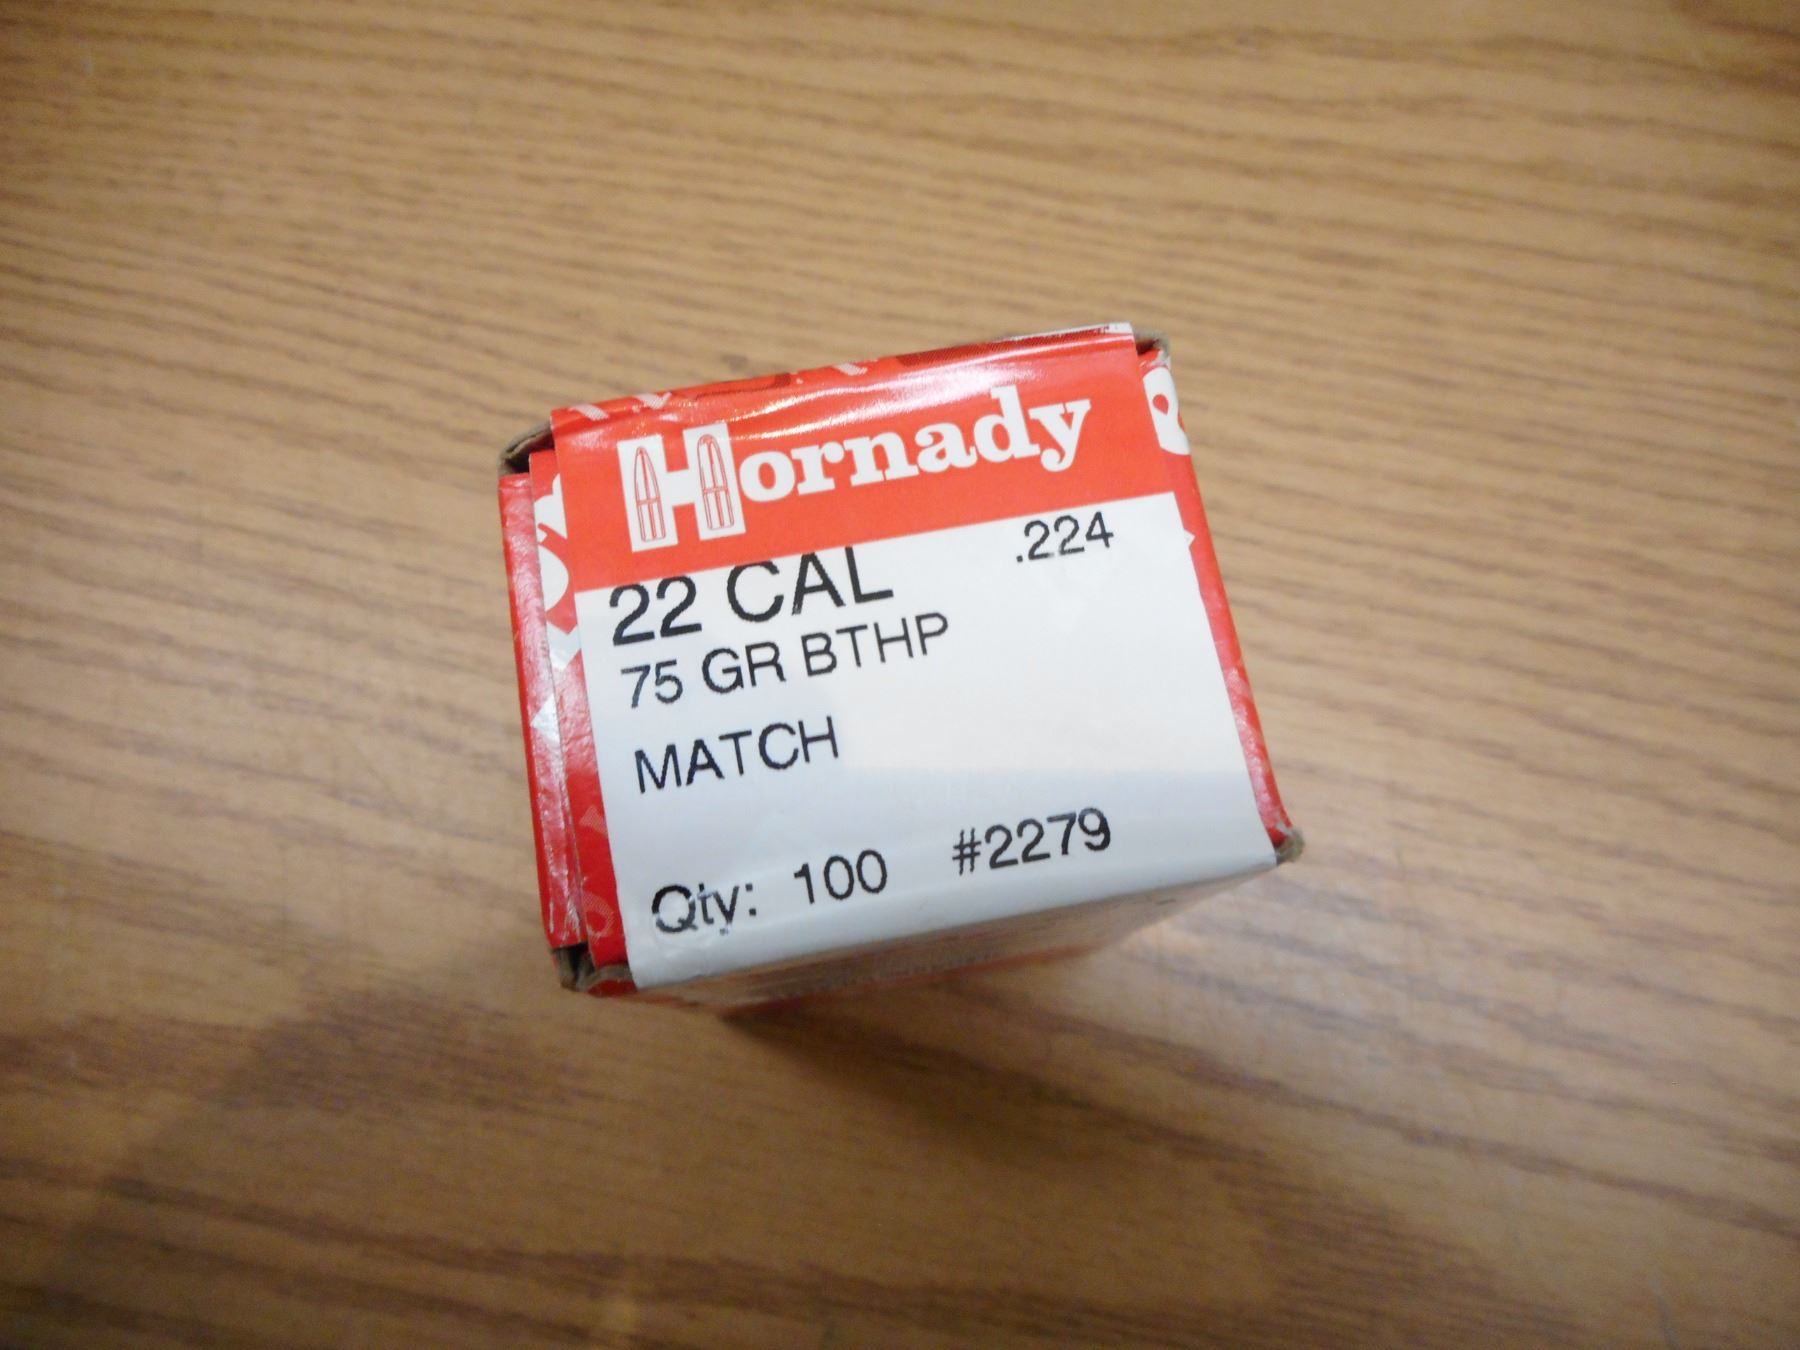 Hornady
22 CAL .224
75 GR BTHP
MATCH
Qty: 100 #2279